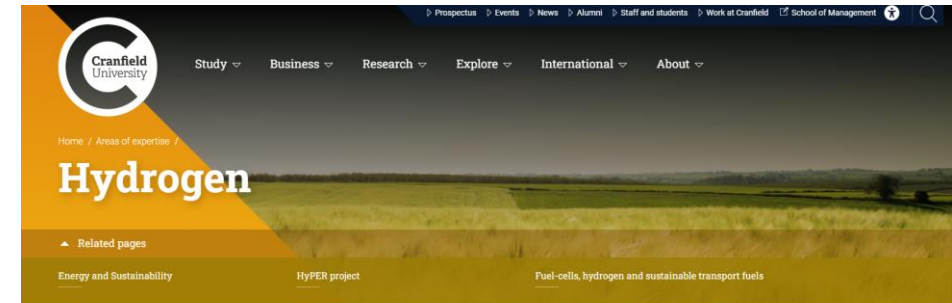 Prospectus Events News Alumni Staff and students Work at Cranfield School of Management
Cranfield
University
Study Business Research Explore International About
Home / Areas of expertise /
Hydrogen
Related pages
Energy and Sustainability HyPER project Fuel-cells, hydrogen and sustainable transport fuels